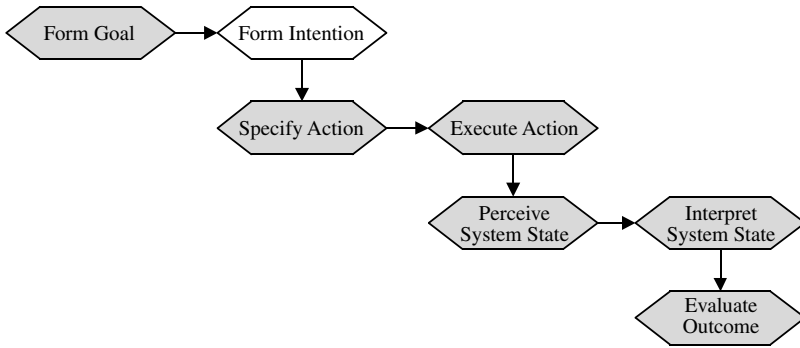 Form Goal
Form Intention
Specify Action
Execute Action
Perceive
System State
Interpret
System State
Evaluate
Outcome